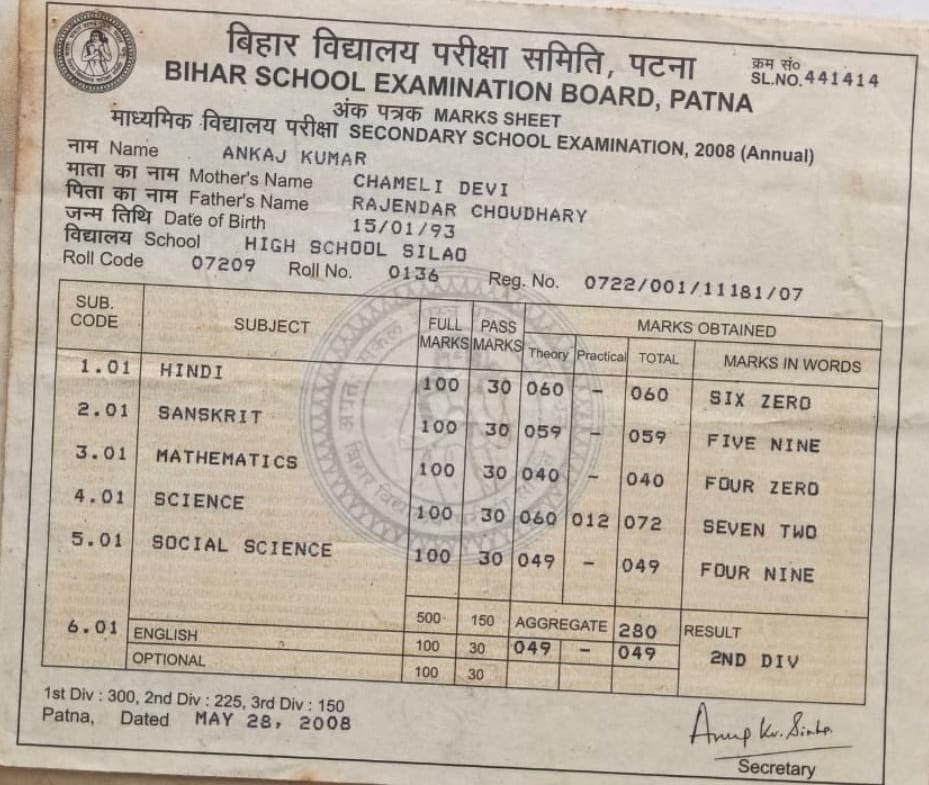 बिहार विद्यालय परीक्षा समिति, पटना
क्रम सं०
SL.NO. 441414
BIHAR SCHOOL EXAMINATION BOARD, PATNA
अंक पत्रक MARKS SHEET
माध्यमिक विद्यालय परीक्षा SECONDARY SCHOOL EXAMINATION, 2008 (Annual)
नाम Name ANKAJ KUMAR
माता का नाम Mother's Name CHAMELI DEVI
पिता का नाम Father's Name RAJENDAR CHOUDHARY
जन्म तिथि Date of Birth 15/01/93
विद्यालय School HIGH SCHOOL SILAO
Roll Code 07209 Roll No. 0136 Reg. No. 0722/001/11181/07
SUB. CODE SUBJECT FULL MARKS PASS MARKS MARKS OBTAINED
Theory Practical TOTAL MARKS IN WORDS
1.01 HINDI 100 30 060 - 060 SIX ZERO
2.01 SANSKRIT 100 30 059 - 059 FIVE NINE
3.01 MATHEMATICS 100 30 040 - 040 FOUR ZERO
4.01 SCIENCE 100 30 060 012 072 SEVEN TWO
5.01 SOCIAL SCIENCE 100 30 049 - 049 FOUR NINE
500 150 AGGREGATE 280 RESULT
6.01 ENGLISH 100 30 049 - 049 2ND DIV
OPTIONAL 100 30
1st Div : 300, 2nd Div : 225, 3rd Div : 150
Patna, Dated MAY 28, 2008
Anup Kr. Sinha
Secretary